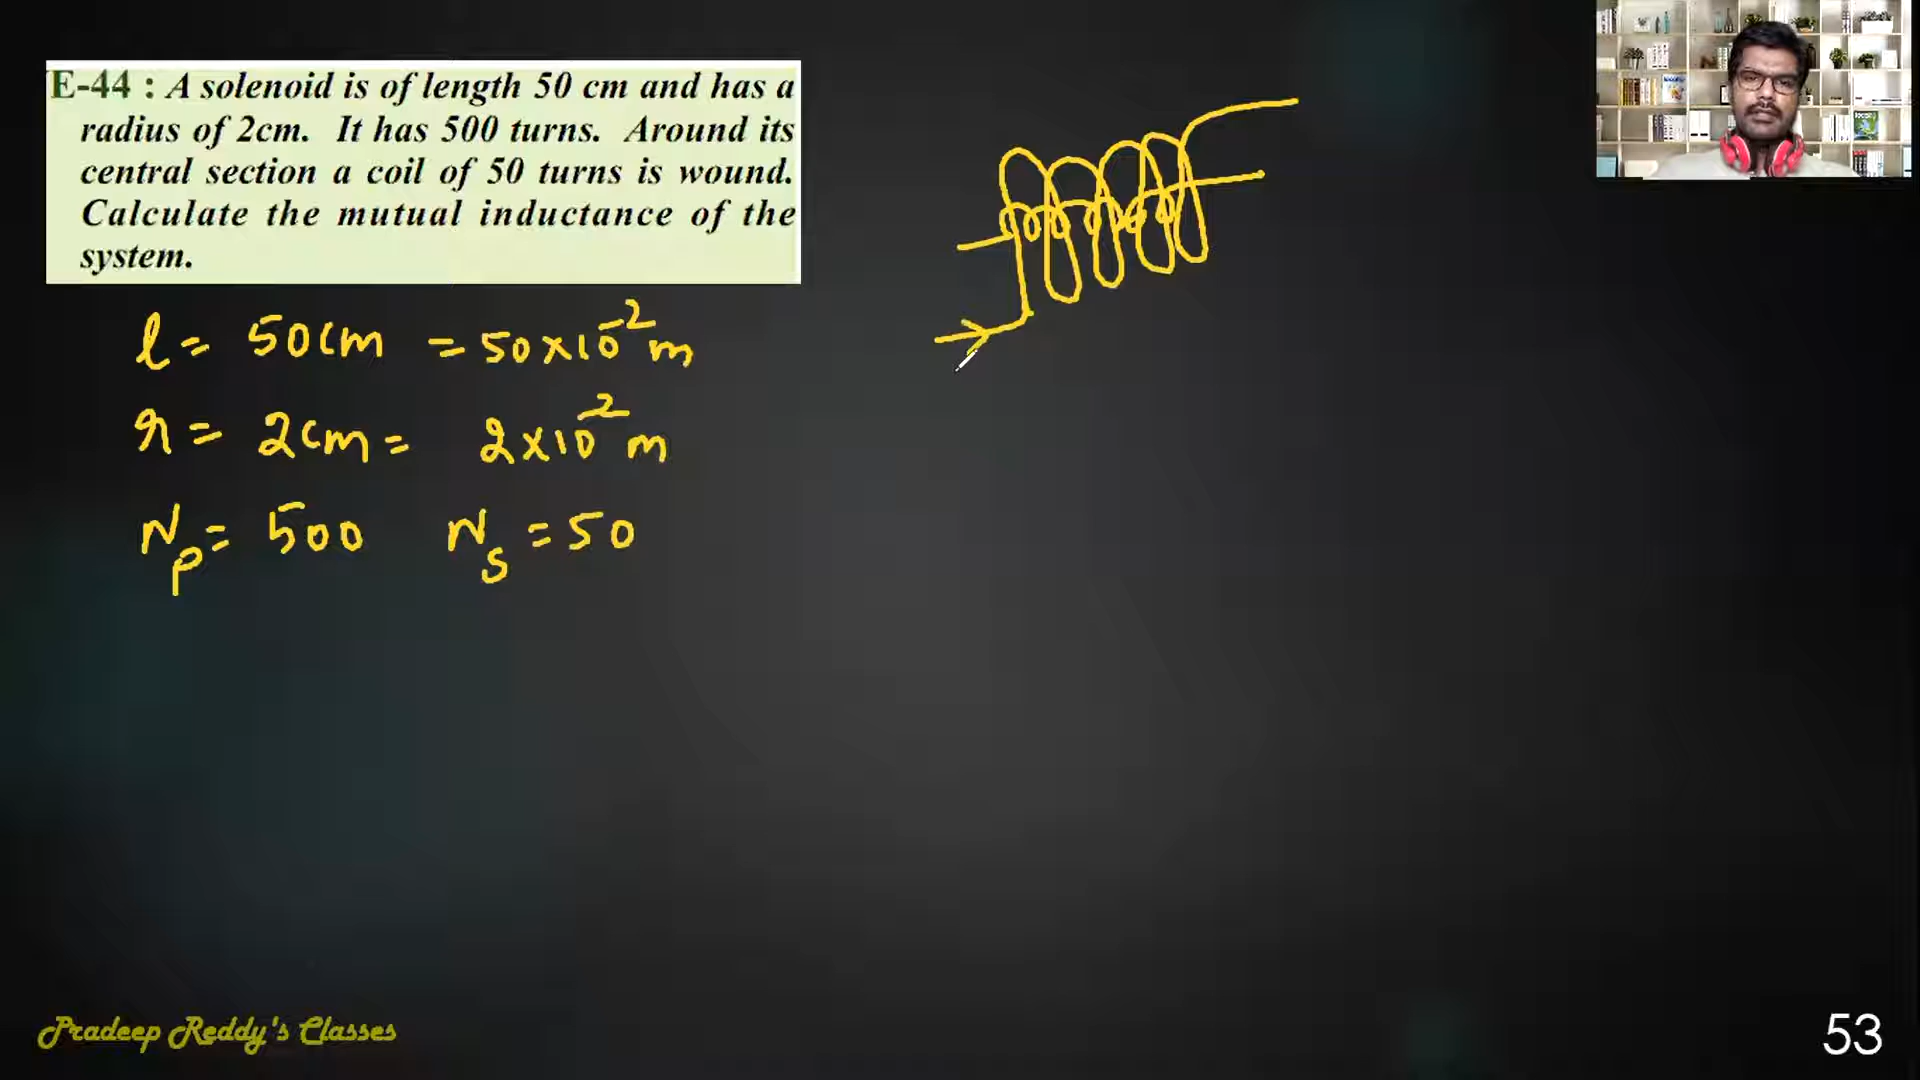 E-44 : A solenoid is of length 50 cm and has a
radius of 2cm. It has 500 turns. Around its
central section a coil of 50 turns is wound.
Calculate the mutual inductance of the
system.
l = 50cm = 50×10⁻² m
r = 2cm = 2×10⁻² m
Nₚ = 500 Nₛ = 50
Pradeep Reddy's Classes
53